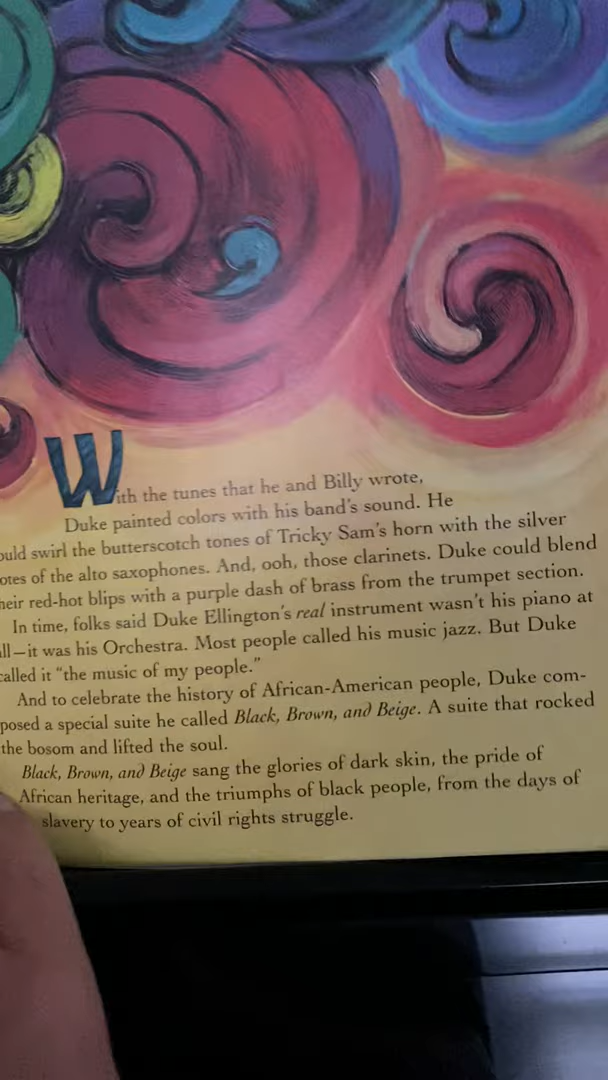 With the tunes that he and Billy wrote,
Duke painted colors with his band's sound. He
ould swirl the butterscotch tones of Tricky Sam's horn with the silver
otes of the alto saxophones. And, ooh, those clarinets. Duke could blend
heir red-hot blips with a purple dash of brass from the trumpet section.
In time, folks said Duke Ellington's real instrument wasn't his piano at
ll—it was his Orchestra. Most people called his music jazz. But Duke
called it "the music of my people."
And to celebrate the history of African-American people, Duke com-
posed a special suite he called Black, Brown, and Beige. A suite that rocked
the bosom and lifted the soul.
Black, Brown, and Beige sang the glories of dark skin, the pride of
African heritage, and the triumphs of black people, from the days of
slavery to years of civil rights struggle.